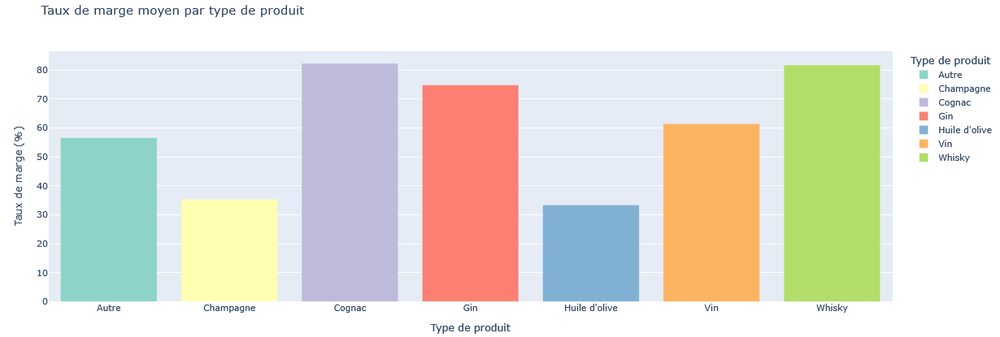 Taux de marge moyen par type de produit
Taux de marge (%)
80
70
60
50
40
30
20
10
0
Autre
Champagne
Cognac
Gin
Huile d'olive
Vin
Whisky
Type de produit
Type de produit
Autre
Champagne
Cognac
Gin
Huile d'olive
Vin
Whisky